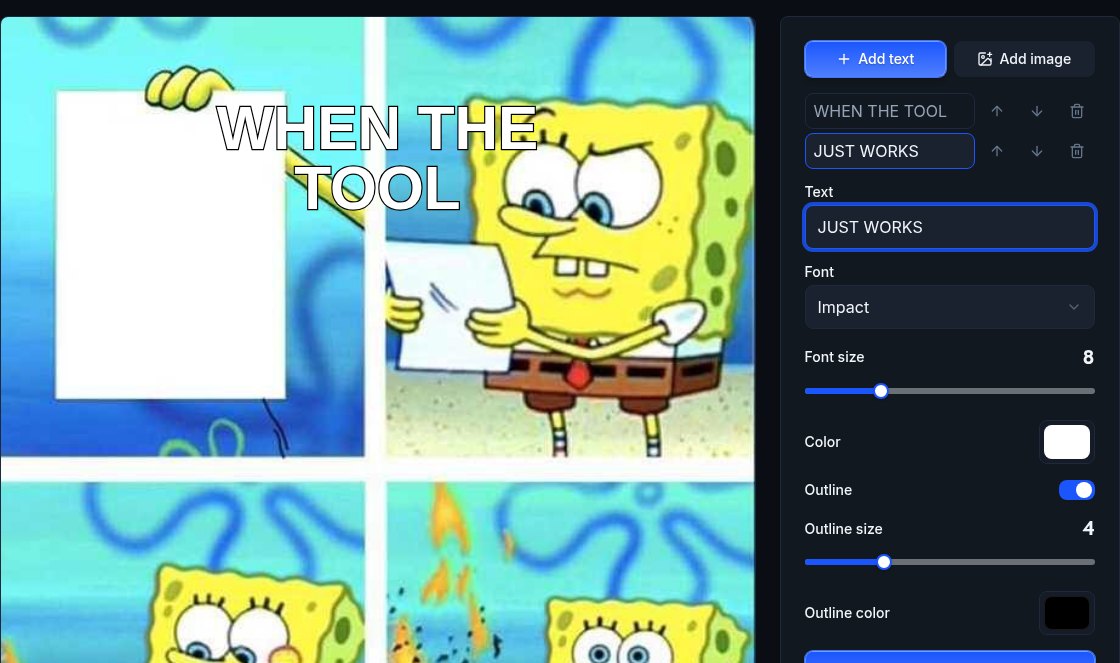 WHEN THE
TOOL
Add text
Add image
WHEN THE TOOL
JUST WORKS
Text
JUST WORKS
Font
Impact
Font size
8
Color
Outline
Outline size
4
Outline color